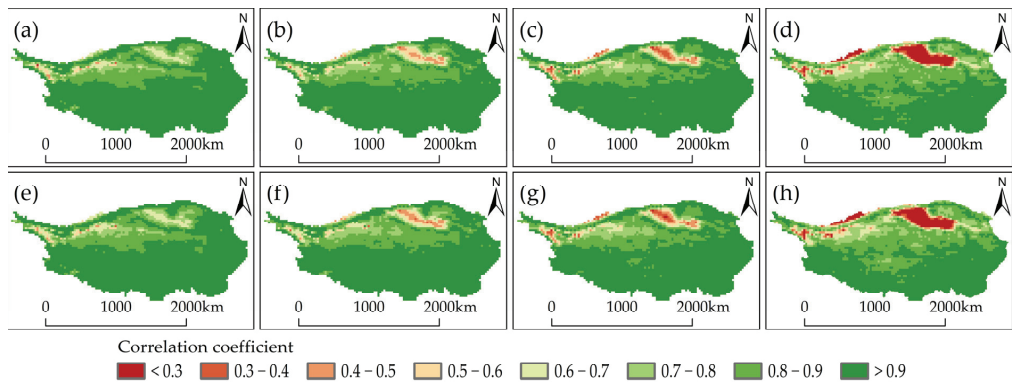 (a) N
0 1000 2000km
(b) N
0 1000 2000km
(c) N
0 1000 2000km
(d) N
0 1000 2000km
(e) N
0 1000 2000km
(f) N
0 1000 2000km
(g) N
0 1000 2000km
(h) N
0 1000 2000km
Correlation coefficient
< 0.3 0.3 – 0.4 0.4 – 0.5 0.5 – 0.6 0.6 – 0.7 0.7 – 0.8 0.8 – 0.9 > 0.9